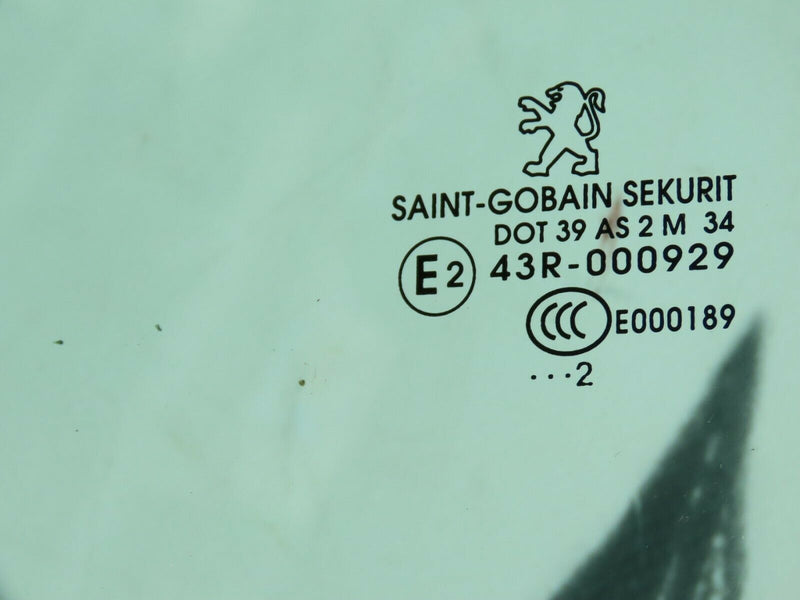 SAINT-GOBAIN SEKURIT
DOT 39 AS 2 M 34
E2 43R-000929
CCC E000189
...2